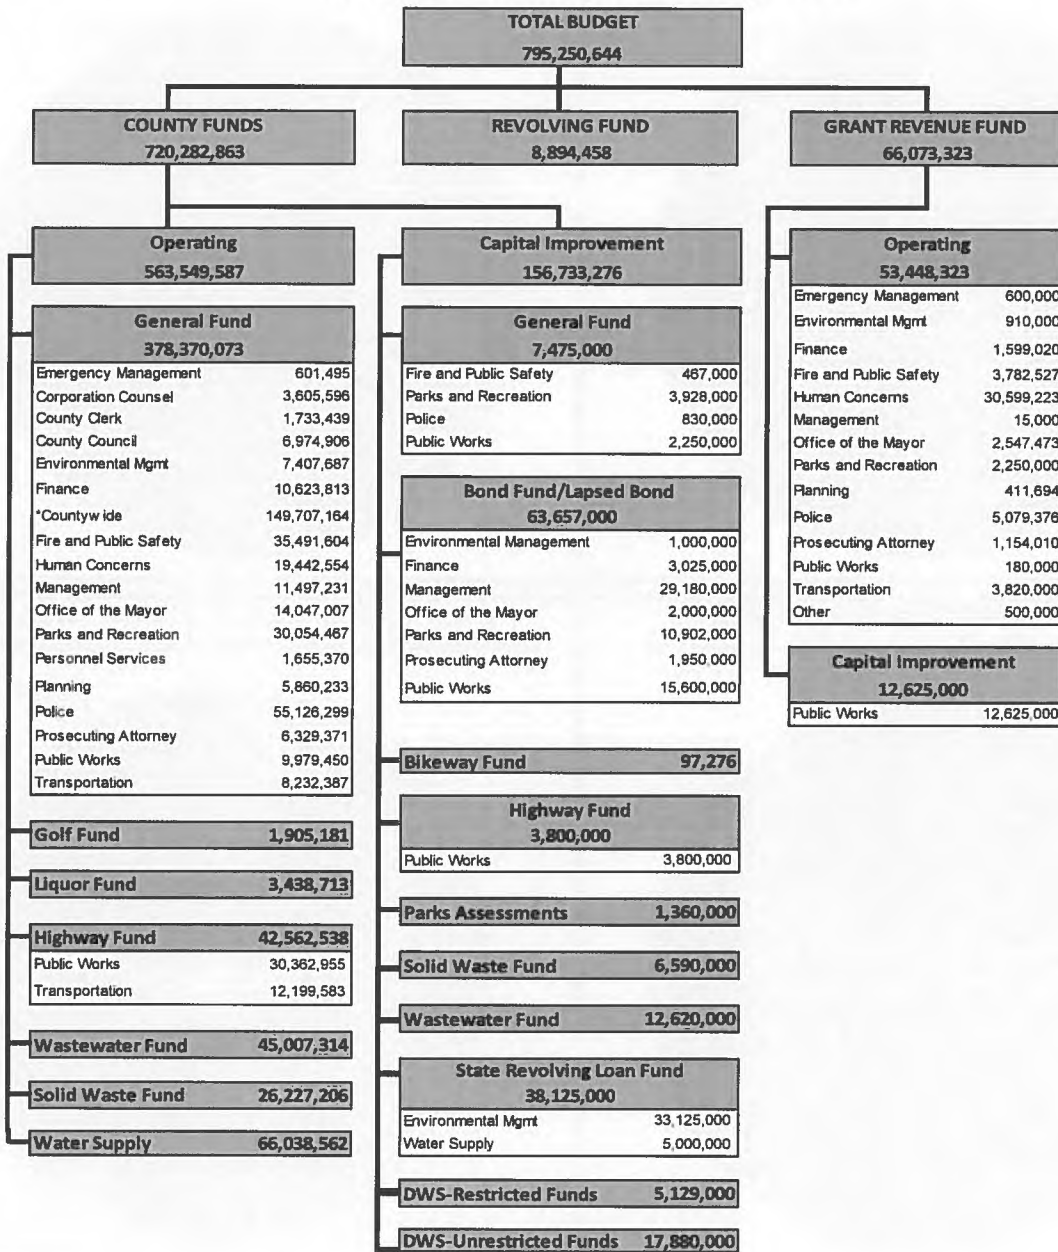 TOTAL BUDGET
795,250,644
COUNTY FUNDS
720,282,863
REVOLVING FUND
8,894,458
GRANT REVENUE FUND
66,073,323
Operating
563,549,587
General Fund
378,370,073
Emergency Management 601,495
Corporation Counsel 3,605,596
County Clerk 1,733,439
County Council 6,974,906
Environmental Mgmt 7,407,687
Finance 10,623,813
*Countywide 149,707,164
Fire and Public Safety 35,491,604
Human Concerns 19,442,554
Management 11,497,231
Office of the Mayor 14,047,007
Parks and Recreation 30,054,467
Personnel Services 1,655,370
Planning 5,860,233
Police 55,126,299
Prosecuting Attorney 6,329,371
Public Works 9,979,450
Transportation 8,232,387
Golf Fund 1,905,181
Liquor Fund 3,438,713
Highway Fund 42,562,538
Public Works 30,362,955
Transportation 12,199,583
Wastewater Fund 45,007,314
Solid Waste Fund 26,227,206
Water Supply 66,038,562
Capital Improvement
156,733,276
General Fund
7,475,000
Fire and Public Safety 467,000
Parks and Recreation 3,928,000
Police 830,000
Public Works 2,250,000
Bond Fund/Lapsed Bond
63,657,000
Environmental Management 1,000,000
Finance 3,025,000
Management 29,180,000
Office of the Mayor 2,000,000
Parks and Recreation 10,902,000
Prosecuting Attorney 1,950,000
Public Works 15,600,000
Bikeway Fund 97,276
Highway Fund
3,800,000
Public Works 3,800,000
Parks Assessments 1,360,000
Solid Waste Fund 6,590,000
Wastewater Fund 12,620,000
State Revolving Loan Fund
38,125,000
Environmental Mgmt 33,125,000
Water Supply 5,000,000
DWS-Restricted Funds 5,129,000
DWS-Unrestricted Funds 17,880,000
Operating
53,448,323
Emergency Management 600,000
Environmental Mgmt 910,000
Finance 1,599,020
Fire and Public Safety 3,782,527
Human Concerns 30,599,223
Management 15,000
Office of the Mayor 2,547,473
Parks and Recreation 2,250,000
Planning 411,694
Police 5,079,376
Prosecuting Attorney 1,154,010
Public Works 180,000
Transportation 3,820,000
Other 500,000
Capital Improvement
12,625,000
Public Works 12,625,000